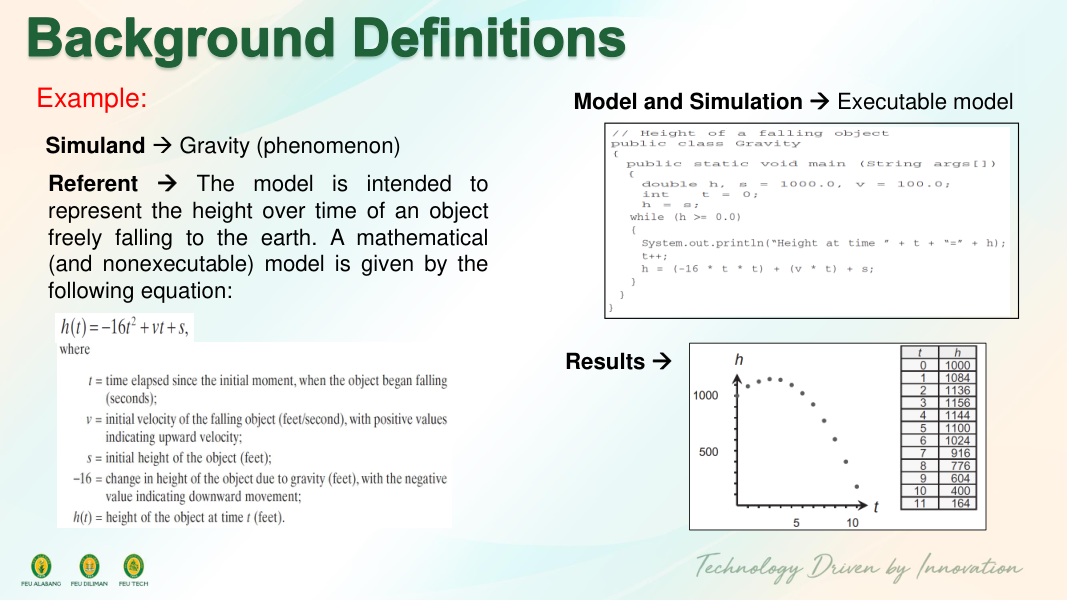 Background Definitions
Example:
Simuland → Gravity (phenomenon)
Referent → The model is intended to
represent the height over time of an object
freely falling to the earth. A mathematical
(and nonexecutable) model is given by the
following equation:
h(t) = −16t² + vt + s,
where
t = time elapsed since the initial moment, when the object began falling
(seconds);
v = initial velocity of the falling object (feet/second), with positive values
indicating upward velocity;
s = initial height of the object (feet);
−16 = change in height of the object due to gravity (feet), with the negative
value indicating downward movement;
h(t) = height of the object at time t (feet).
Model and Simulation → Executable model
// Height of a falling object
public class Gravity
{
public static void main (String args[])
{
double h, s = 1000.0, v = 100.0;
int t = 0;
h = s;
while (h >= 0.0)
{
System.out.println("Height at time " + t + "=" + h);
t++;
h = (-16 * t * t) + (v * t) + s;
}
}
}
Results →
h
1000
500
5 10
t
t h
0 1000
1 1084
2 1136
3 1156
4 1144
5 1100
6 1024
7 916
8 776
9 604
10 400
11 164
FEU ALABANG FEU DILIMAN FEU TECH
Technology Driven by Innovation